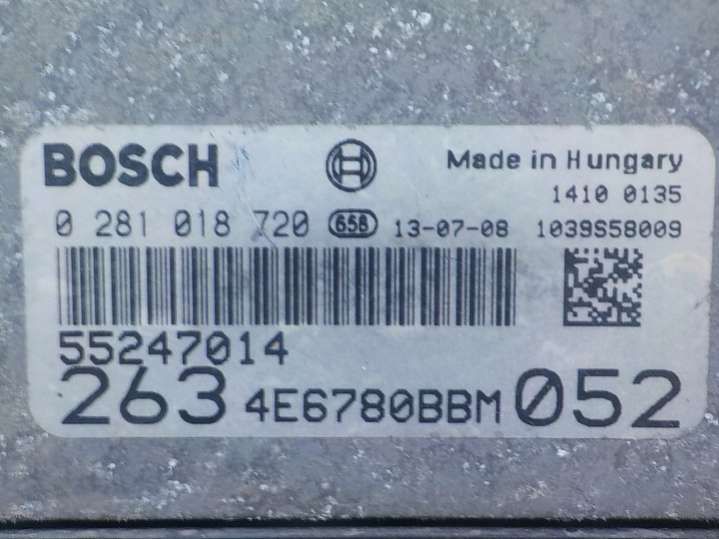 BOSCH Made in Hungary
1410 0135
0 281 018 720 658 13-07-08 1039S58009
55247014
263 4E6780BBM 052